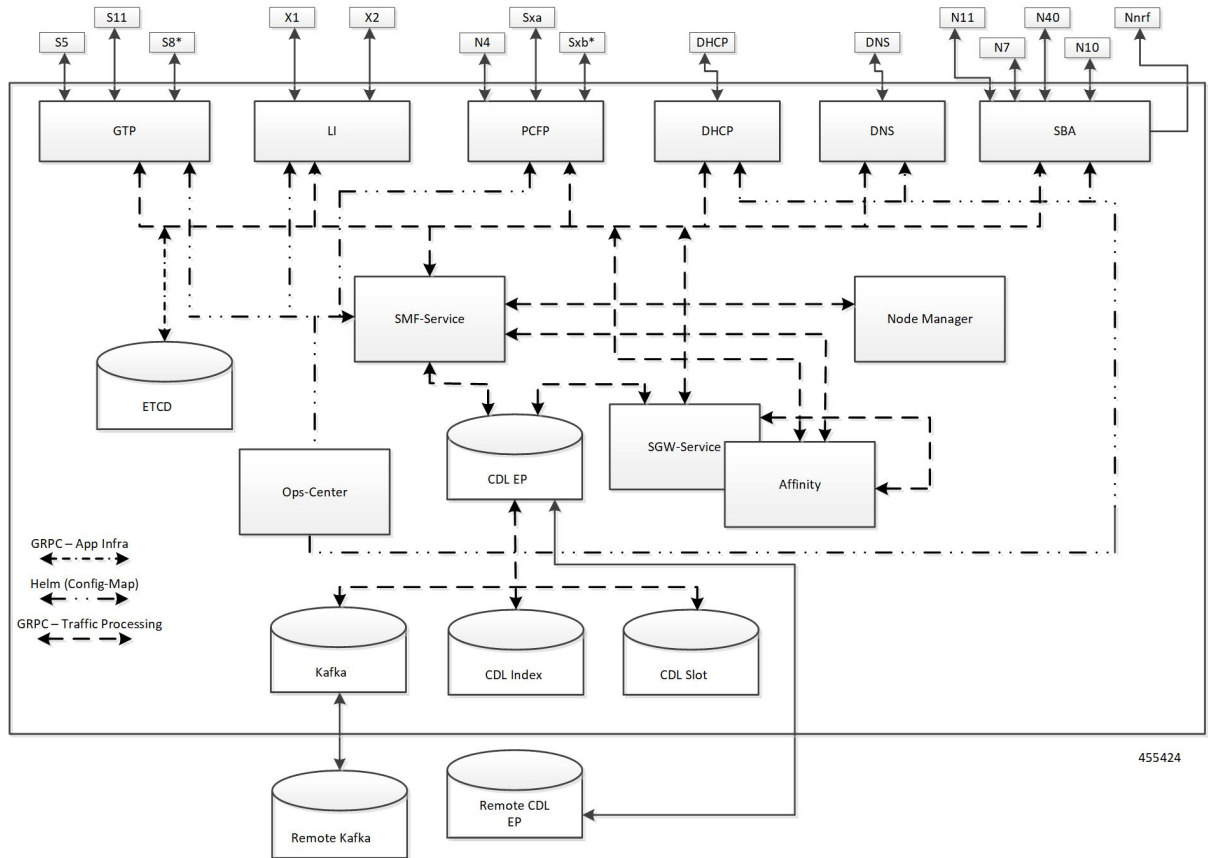 S11
X1
X2
Sxa
N11
N40
Nnrf
S5
S8*
N4
Sxb*
DHCP
DNS
N7
N10
GTP
LI
PCFP
DHCP
DNS
SBA
SMF-Service
Node Manager
ETCD
SGW-Service
CDL EP
Affinity
Ops-Center
GRPC – App Infra
Helm (Config-Map)
GRPC – Traffic Processing
Kafka
CDL Index
CDL Slot
455424
Remote CDL
EP
Remote Kafka